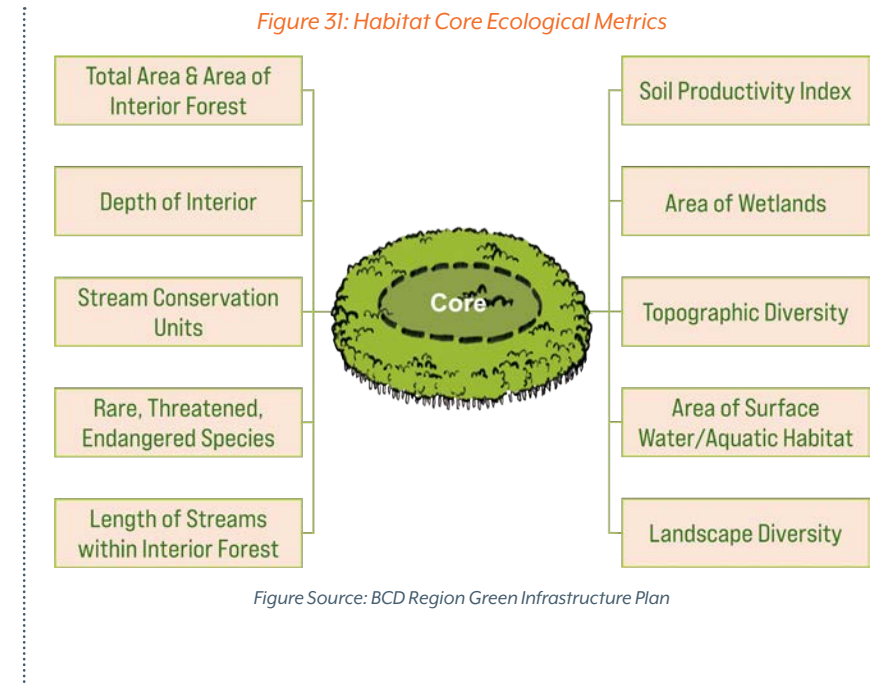 Figure 31: Habitat Core Ecological Metrics
Total Area & Area of
Interior Forest
Depth of Interior
Stream Conservation
Units
Rare, Threatened,
Endangered Species
Length of Streams
within Interior Forest
Core
Soil Productivity Index
Area of Wetlands
Topographic Diversity
Area of Surface
Water/Aquatic Habitat
Landscape Diversity
Figure Source: BCD Region Green Infrastructure Plan